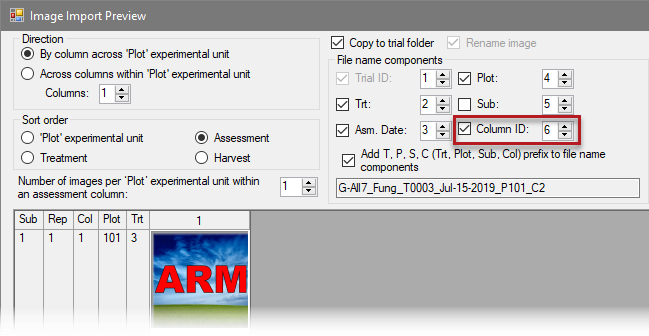 Image Import Preview
Direction
By column across 'Plot' experimental unit
Across columns within 'Plot' experimental unit
Columns: 1
Sort order
'Plot' experimental unit Assessment
Treatment Harvest
Number of images per 'Plot' experimental unit within
an assessment column: 1
Copy to trial folder Rename image
File name components
Trial ID: 1 Plot: 4
Trt: 2 Sub: 5
Asm. Date: 3 Column ID: 6
Add T, P, S, C (Trt, Plot, Sub, Col) prefix to file name
components
G-All7_Fung_T0003_Jul-15-2019_P101_C2
Sub Rep Col Plot Trt 1
1 1 1 101 3
ARM